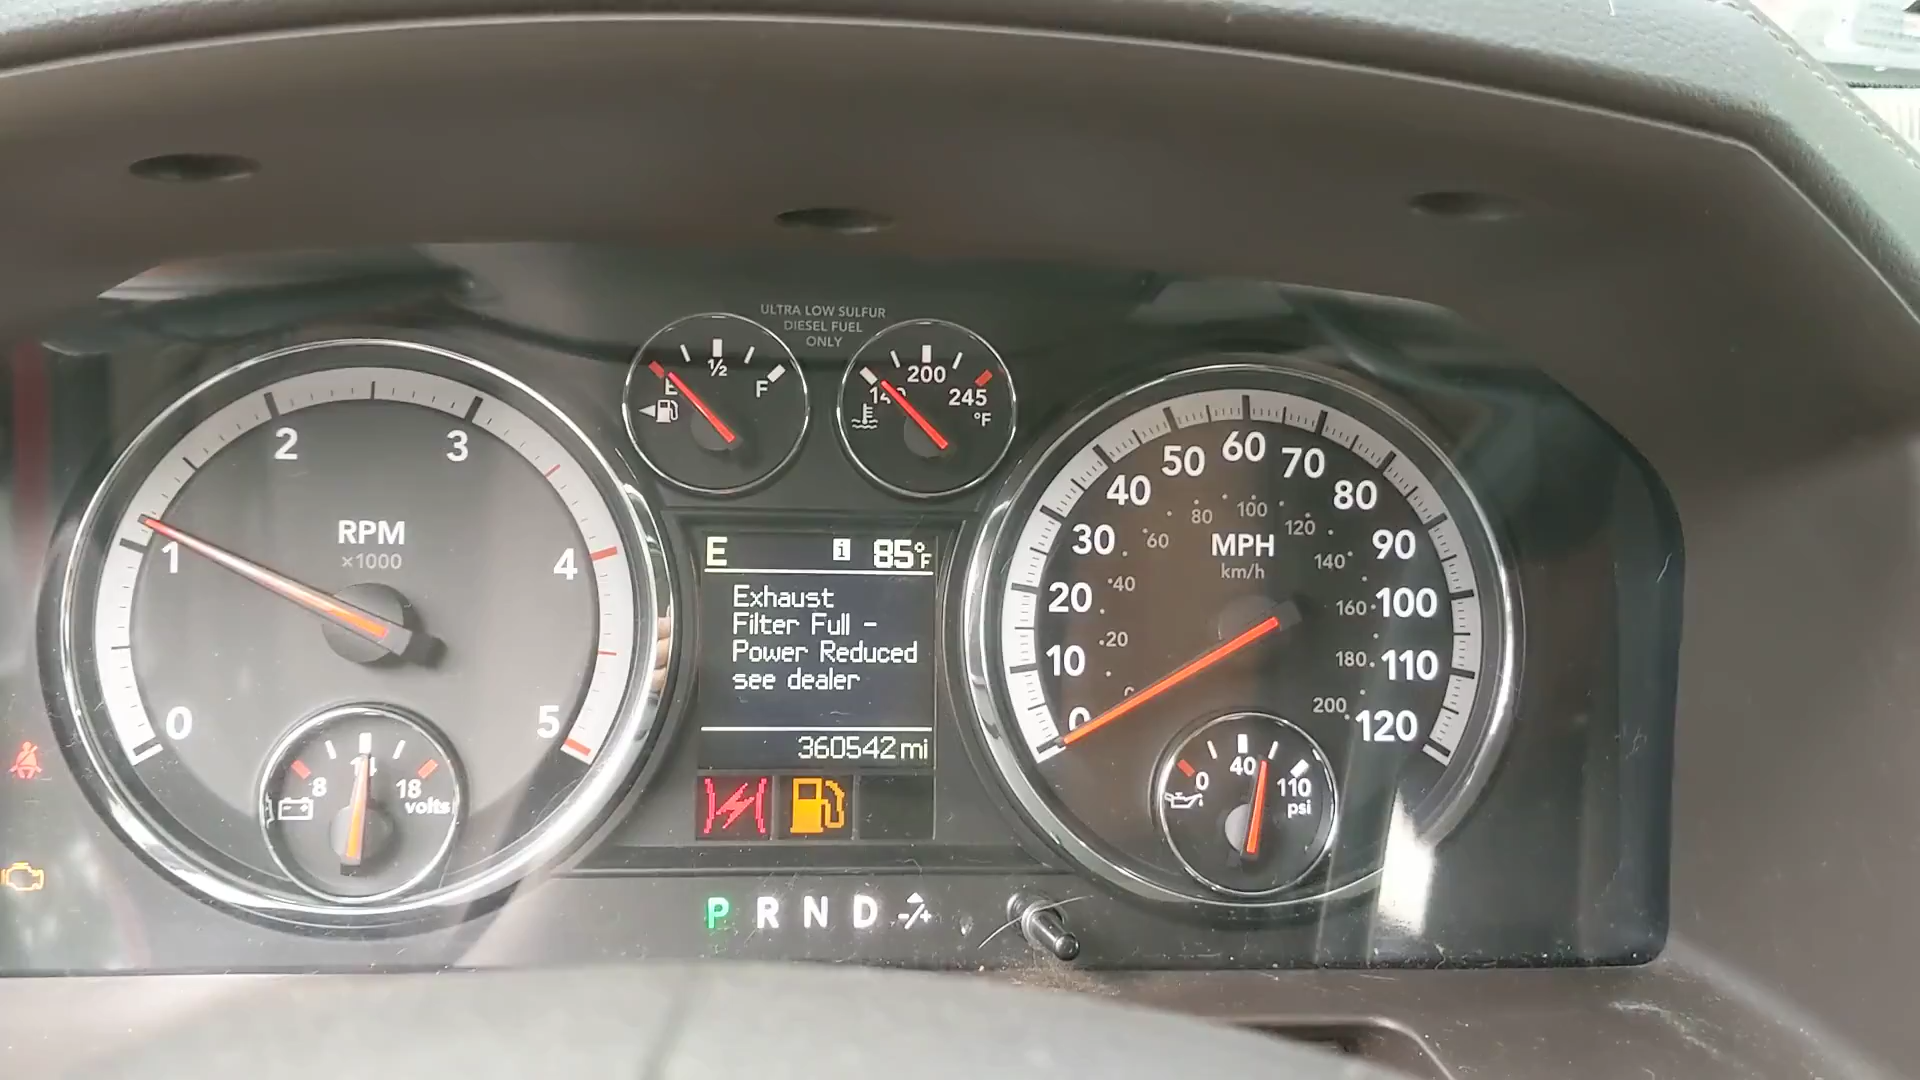 ULTRA LOW SULFUR
DIESEL FUEL
ONLY
E ½ F
200
245
°F
RPM
×1000
0
1
2
3
4
5
8
14
18
volts
E i 85°F
Exhaust
Filter Full -
Power Reduced
see dealer
360542 mi
P R N D -/+
MPH
km/h
0
10
20
30
40
50
60
70
80
90
100
110
120
20
40
60
80
100
120
140
160
180
200
0
40
110
psi